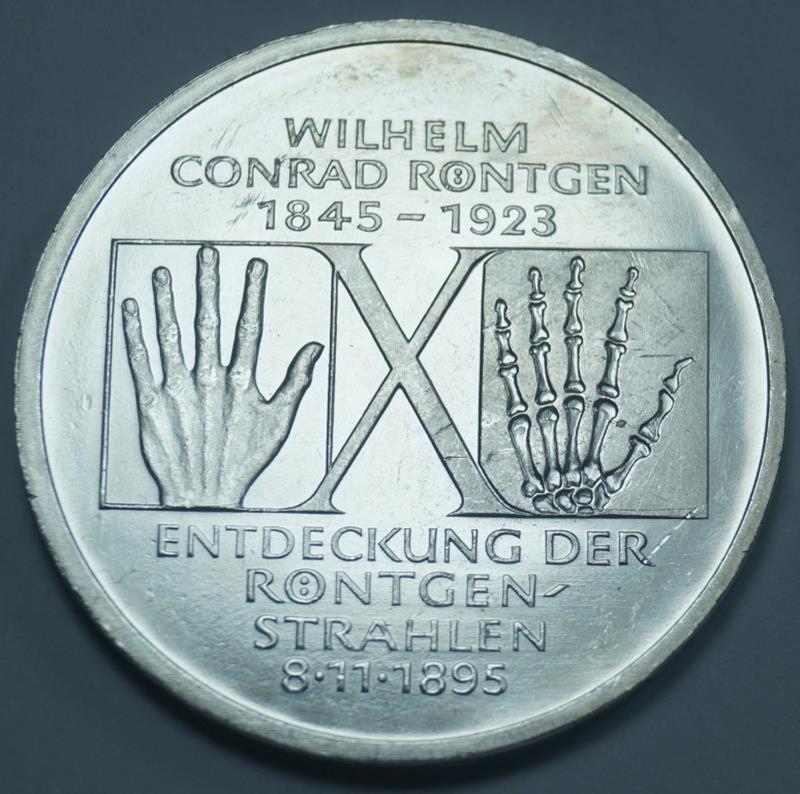 WILHELM
CONRAD RÖNTGEN
1845 – 1923
X
ENTDECKUNG DER
RÖNTGEN-
STRAHLEN
8·11·1895